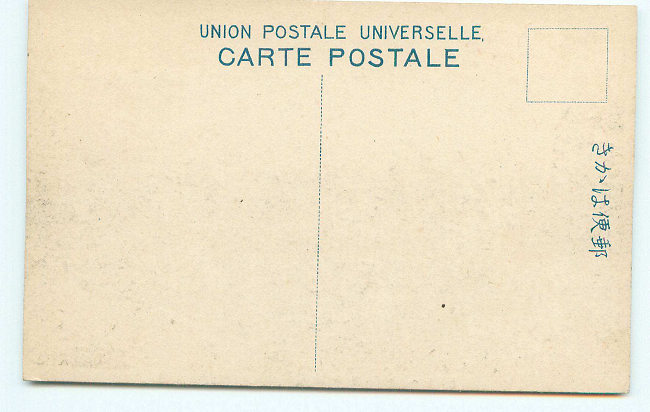 UNION POSTALE UNIVERSELLE.
CARTE POSTALE
きかは便郵